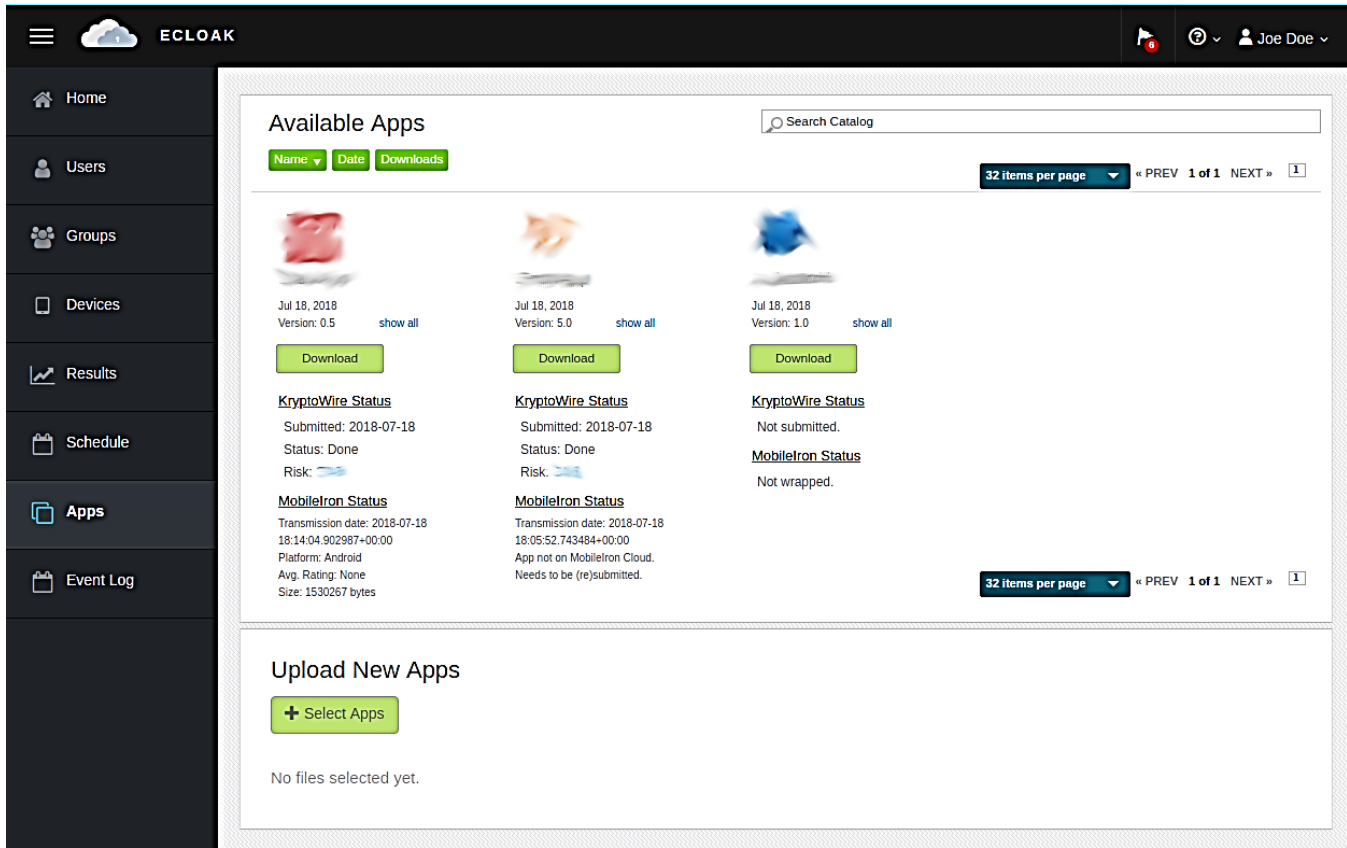 ECLOAK
6
Joe Doe
Home
Users
Groups
Devices
Results
Schedule
Apps
Event Log
Available Apps
Search Catalog
Name Date Downloads
32 items per page « PREV 1 of 1 NEXT » 1
Jul 18, 2018
Version: 0.5 show all
Download
KryptoWire Status
Submitted: 2018-07-18
Status: Done
Risk:
MobileIron Status
Transmission date: 2018-07-18
18:14:04.902987+00:00
Platform: Android
Avg. Rating: None
Size: 1530267 bytes
Jul 18, 2018
Version: 5.0 show all
Download
KryptoWire Status
Submitted: 2018-07-18
Status: Done
Risk:
MobileIron Status
Transmission date: 2018-07-18
18:05:52.743484+00:00
App not on MobileIron Cloud.
Needs to be (re)submitted.
Jul 18, 2018
Version: 1.0 show all
Download
KryptoWire Status
Not submitted.
MobileIron Status
Not wrapped.
32 items per page « PREV 1 of 1 NEXT » 1
Upload New Apps
+ Select Apps
No files selected yet.